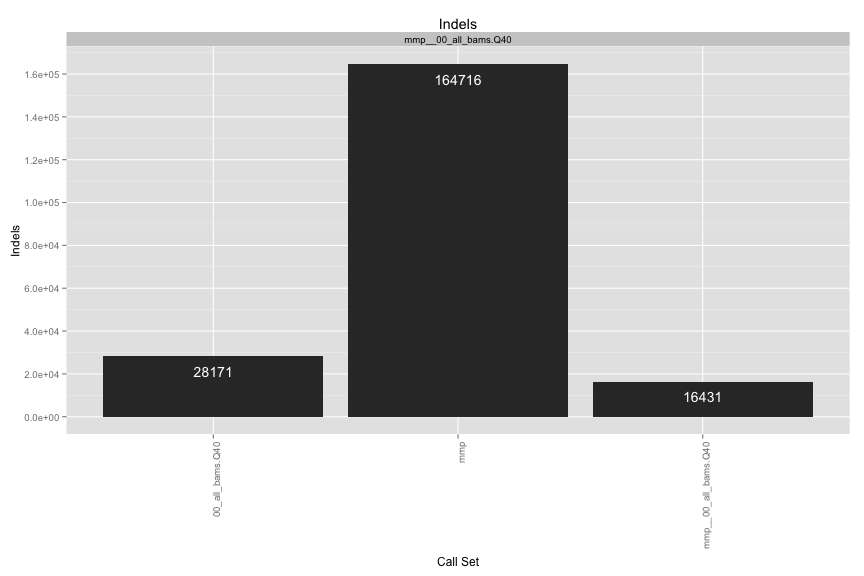 Indels
mmp__00_all_bams.Q40
1.6e+05
1.4e+05
1.2e+05
1.0e+05
8.0e+04
6.0e+04
4.0e+04
2.0e+04
0.0e+00
Indels
164716
28171
16431
00_all_bams.Q40
mmp
mmp__00_all_bams.Q40
Call Set